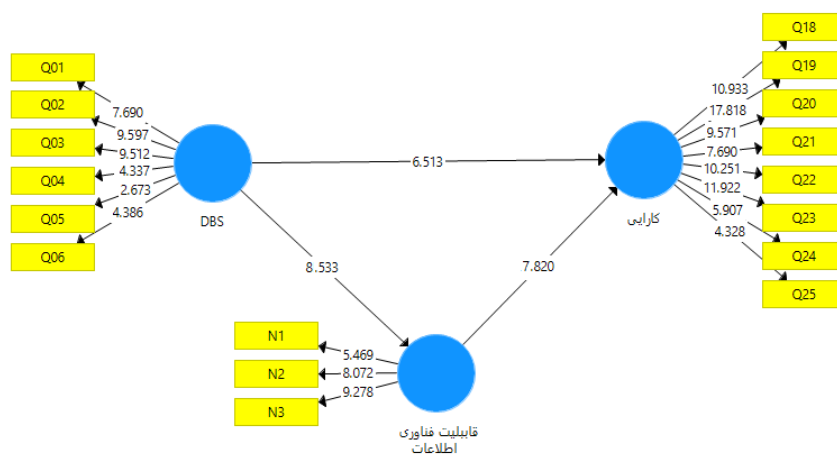 Q01
Q02
Q03
Q04
Q05
Q06
7.690
9.597
9.512
4.337
2.673
4.386
DBS
6.513
8.533
7.820
N1
N2
N3
5.469
8.072
9.278
قابیلیت فناوری
اطلاعات
کارایی
10.933
17.818
9.571
7.690
10.251
11.922
5.907
4.328
Q18
Q19
Q20
Q21
Q22
Q23
Q24
Q25